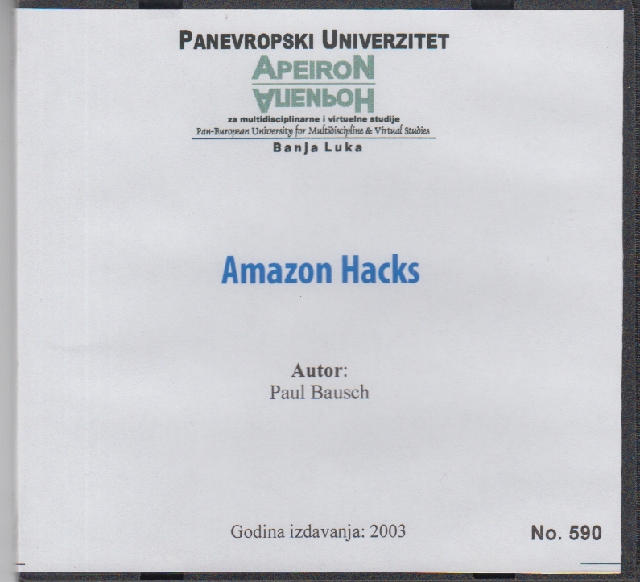 PANEVROPSKI UNIVERZITET
APEIRON
АПЕИРОН
za multidisciplinarne i virtuelne studije
Pan-European University for Multidiscipline & Virtual Studies
Banja Luka
Amazon Hacks
Autor:
Paul Bausch
Godina izdavanja: 2003
No. 590